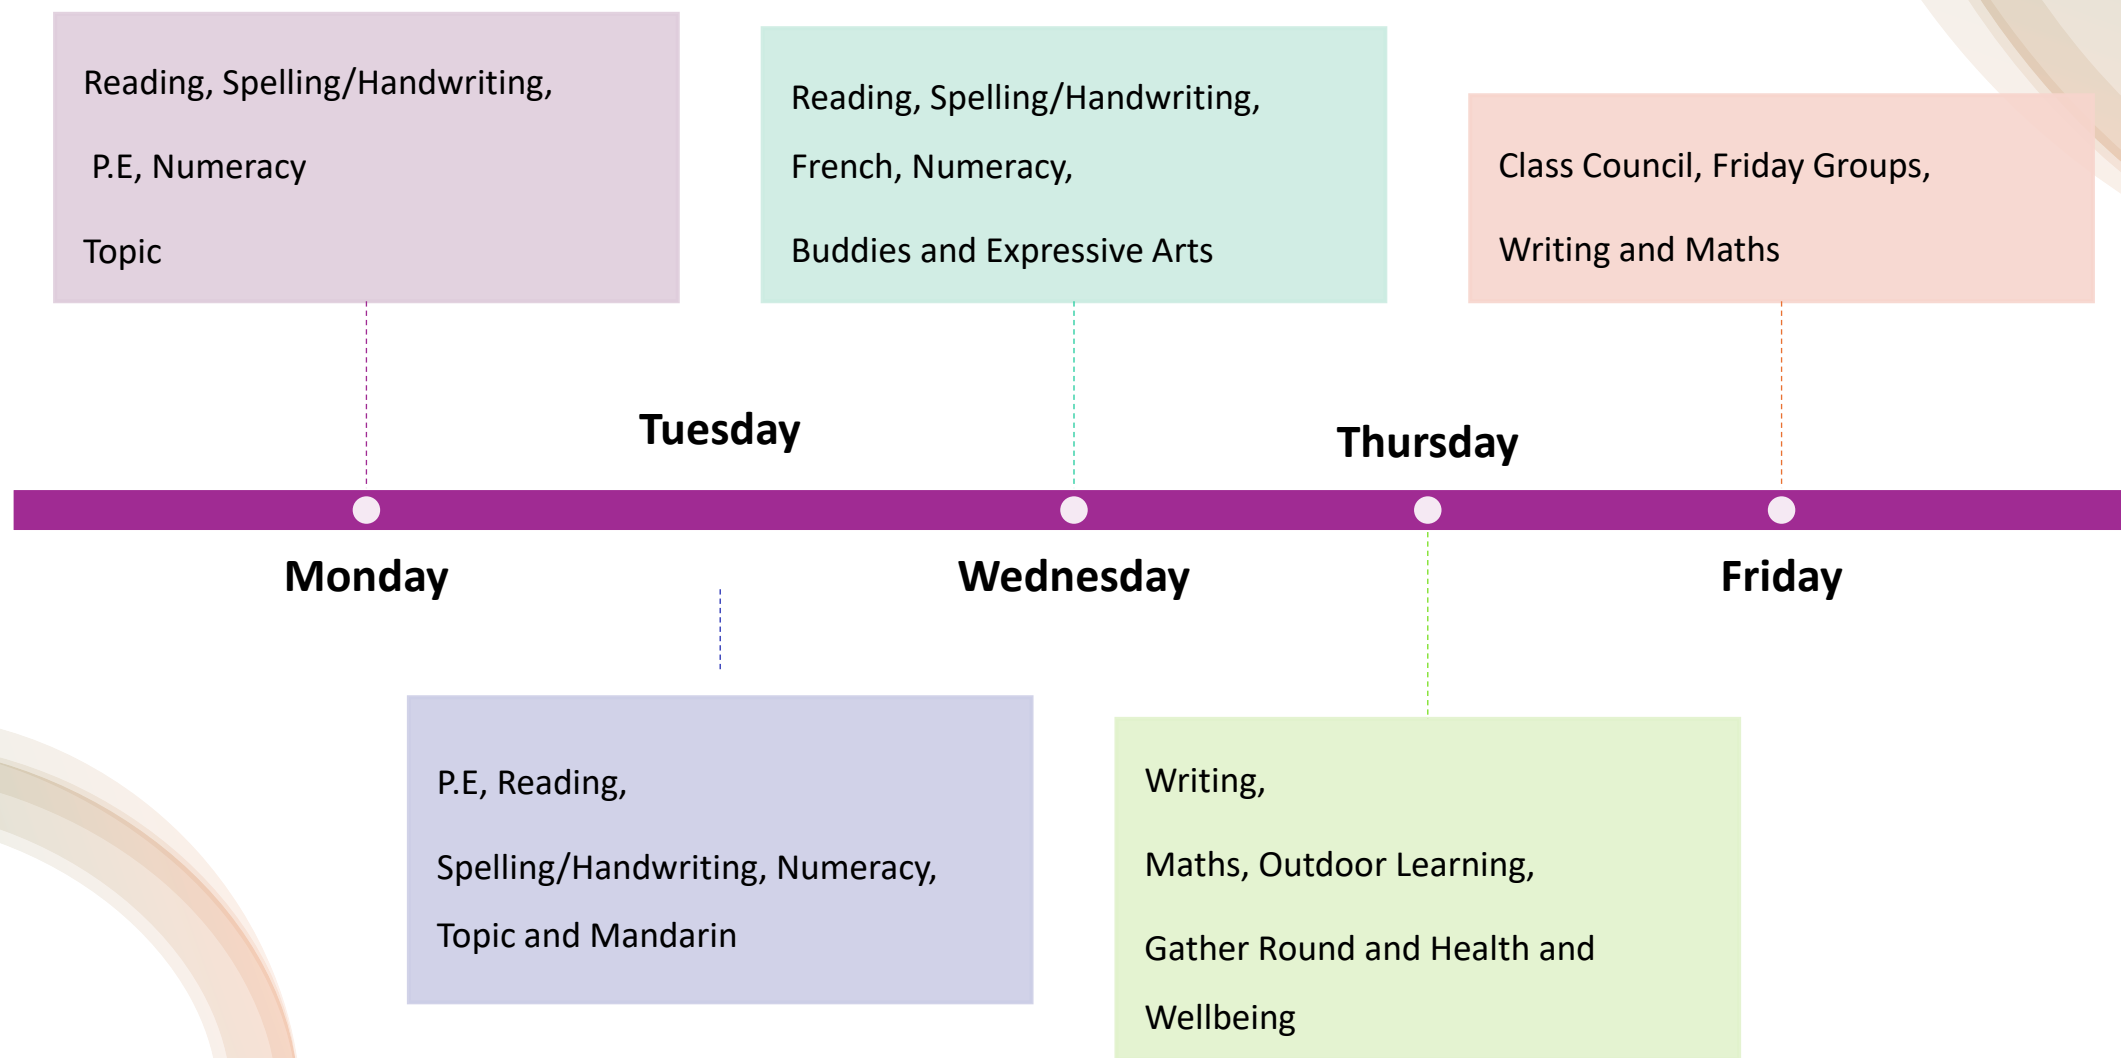 Reading, Spelling/Handwriting,
P.E, Numeracy
Topic
Reading, Spelling/Handwriting,
French, Numeracy,
Buddies and Expressive Arts
Class Council, Friday Groups,
Writing and Maths
Tuesday
Thursday
Monday
Wednesday
Friday
P.E, Reading,
Spelling/Handwriting, Numeracy,
Topic and Mandarin
Writing,
Maths, Outdoor Learning,
Gather Round and Health and
Wellbeing